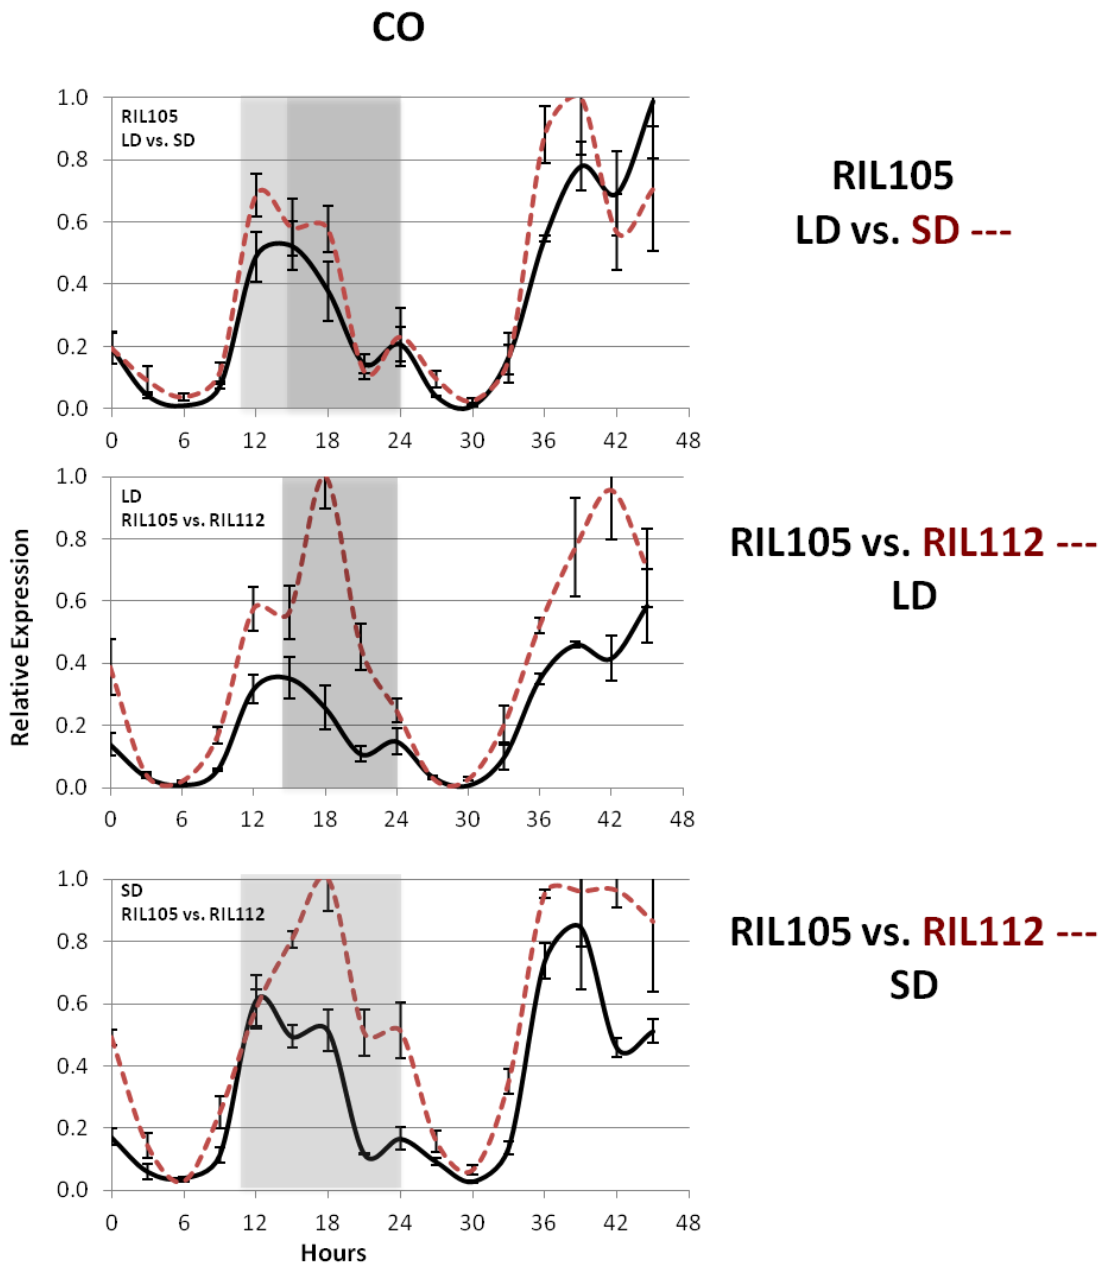 CO
1.0
0.8
0.6
0.4
0.2
0.0
RIL105
LD vs. SD
0 6 12 18 24 30 36 42 48
RIL105
LD vs. SD ---
Relative Expression
1.0
0.8
0.6
0.4
0.2
0.0
LD
RIL105 vs. RIL112
0 6 12 18 24 30 36 42 48
RIL105 vs. RIL112 ---
LD
1.0
0.8
0.6
0.4
0.2
0.0
SD
RIL105 vs. RIL112
0 6 12 18 24 30 36 42 48
Hours
RIL105 vs. RIL112 ---
SD